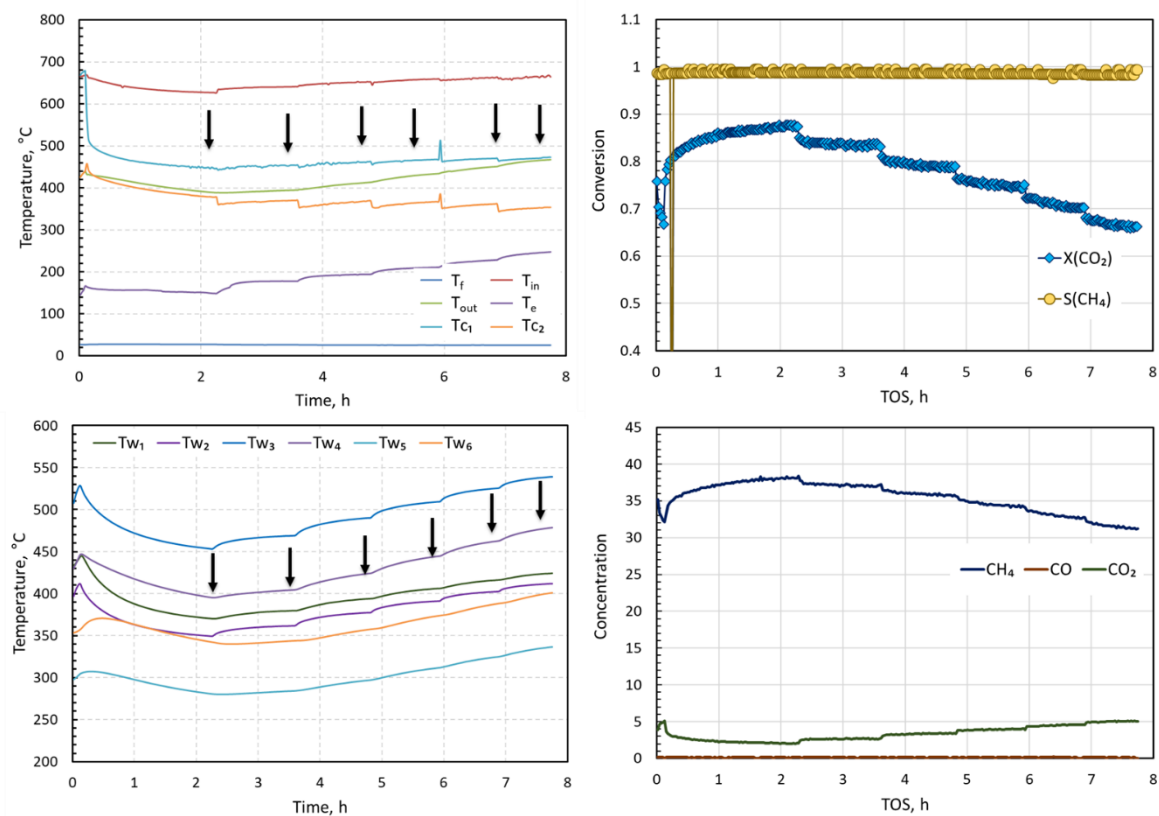 Temperature, °C
800
700
600
500
400
300
200
100
0
0 2 4 6 8
Time, h
T_f T_in
T_out T_e
Tc₁ Tc₂
Conversion
1.1
1
0.9
0.8
0.7
0.6
0.5
0.4
0 1 2 3 4 5 6 7 8
TOS, h
X(CO₂)
S(CH₄)
Temperature, °C
600
550
500
450
400
350
300
250
200
Tw₁ Tw₂ Tw₃ Tw₄ Tw₅ Tw₆
0 1 2 3 4 5 6 7 8
Time, h
Concentration
45
40
35
30
25
20
15
10
5
0
CH₄ CO CO₂
0 1 2 3 4 5 6 7 8
TOS, h